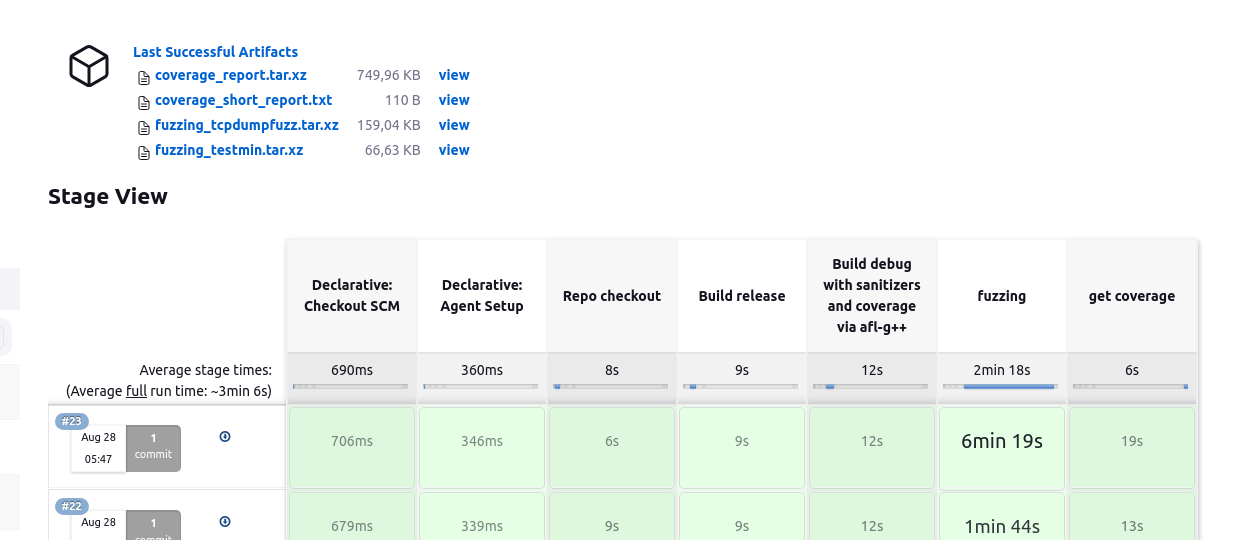 Last Successful Artifacts
coverage_report.tar.xz 749,96 KB view
coverage_short_report.txt 110 B view
fuzzing_tcpdumpfuzz.tar.xz 159,04 KB view
fuzzing_testmin.tar.xz 66,63 KB view
Stage View
Declarative: Checkout SCM
Declarative: Agent Setup
Repo checkout
Build release
Build debug with sanitizers and coverage via afl-g++
fuzzing
get coverage
Average stage times:
(Average full run time: ~3min 6s)
690ms 360ms 8s 9s 12s 2min 18s 6s
#23
Aug 28 05:47
1 commit
706ms 346ms 6s 9s 12s 6min 19s 19s
#22
Aug 28
1 commit
679ms 339ms 9s 9s 12s 1min 44s 13s